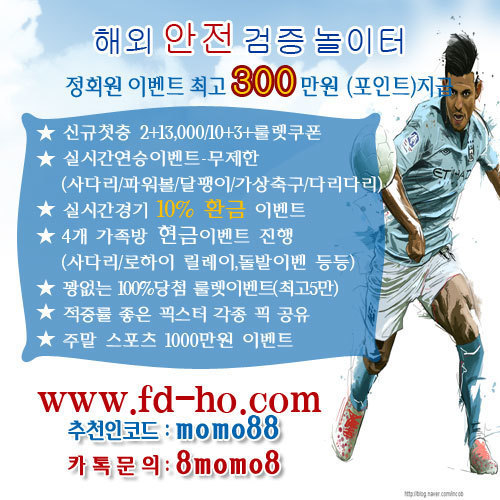 해외 안전 검증 놀이터
정회원 이벤트 최고 300 만원 (포인트)지급
★ 신규첫충 2+13,000/10+3+룰렛쿠폰
★ 실시간연승이벤트-무제한
(사다리/파워볼/달팽이/가상축구/다리다리)
★ 실시간경기 10% 환금 이벤트
★ 4개 가족방 현금이벤트 진행
(사다리/로하이 릴레이,돌발이벤 등등)
★ 꽝없는 100%당첨 룰렛이벤트(최고5만)
★ 적중률 좋은 픽스터 각종 픽 공유
★ 주말 스포츠 1000만원 이벤트
www.fd-ho.com
추천인코드 : momo88
카톡문의 : 8momo8
ETIHAD
http://blog.naver.com/incob